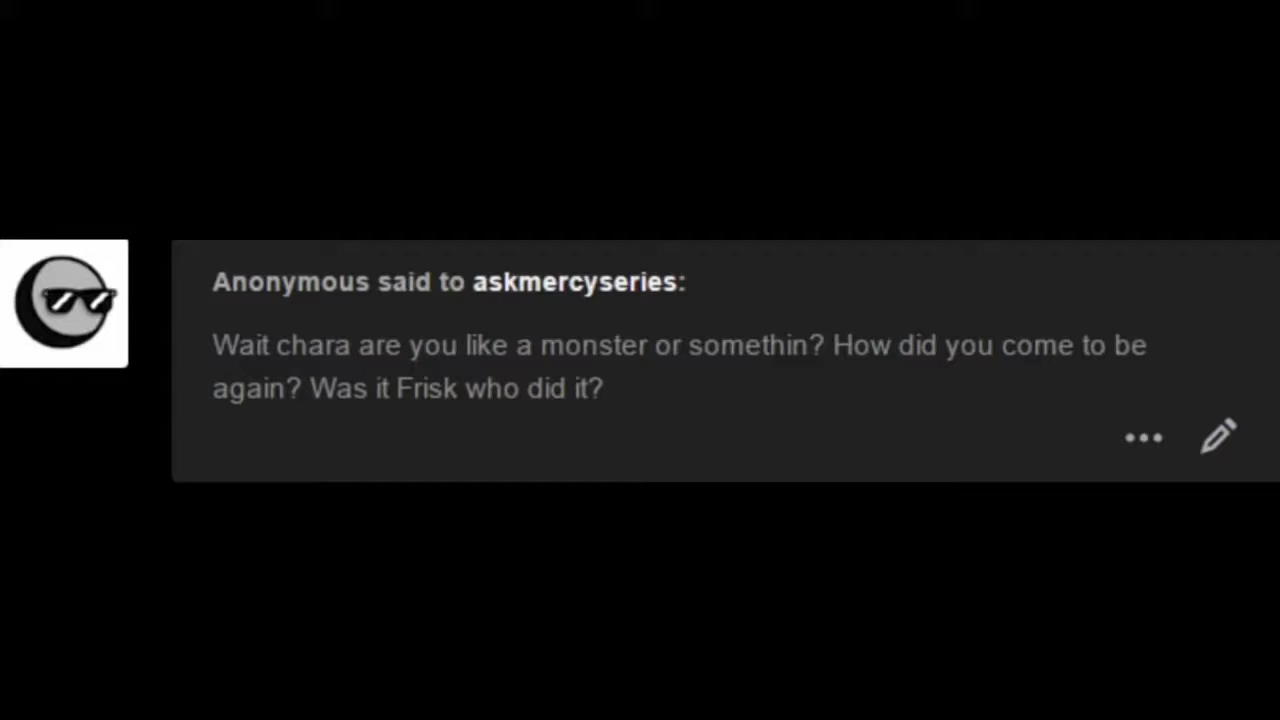 Anonymous said to askmercyseries:
Wait chara are you like a monster or somethin? How did you come to be
again? Was it Frisk who did it?